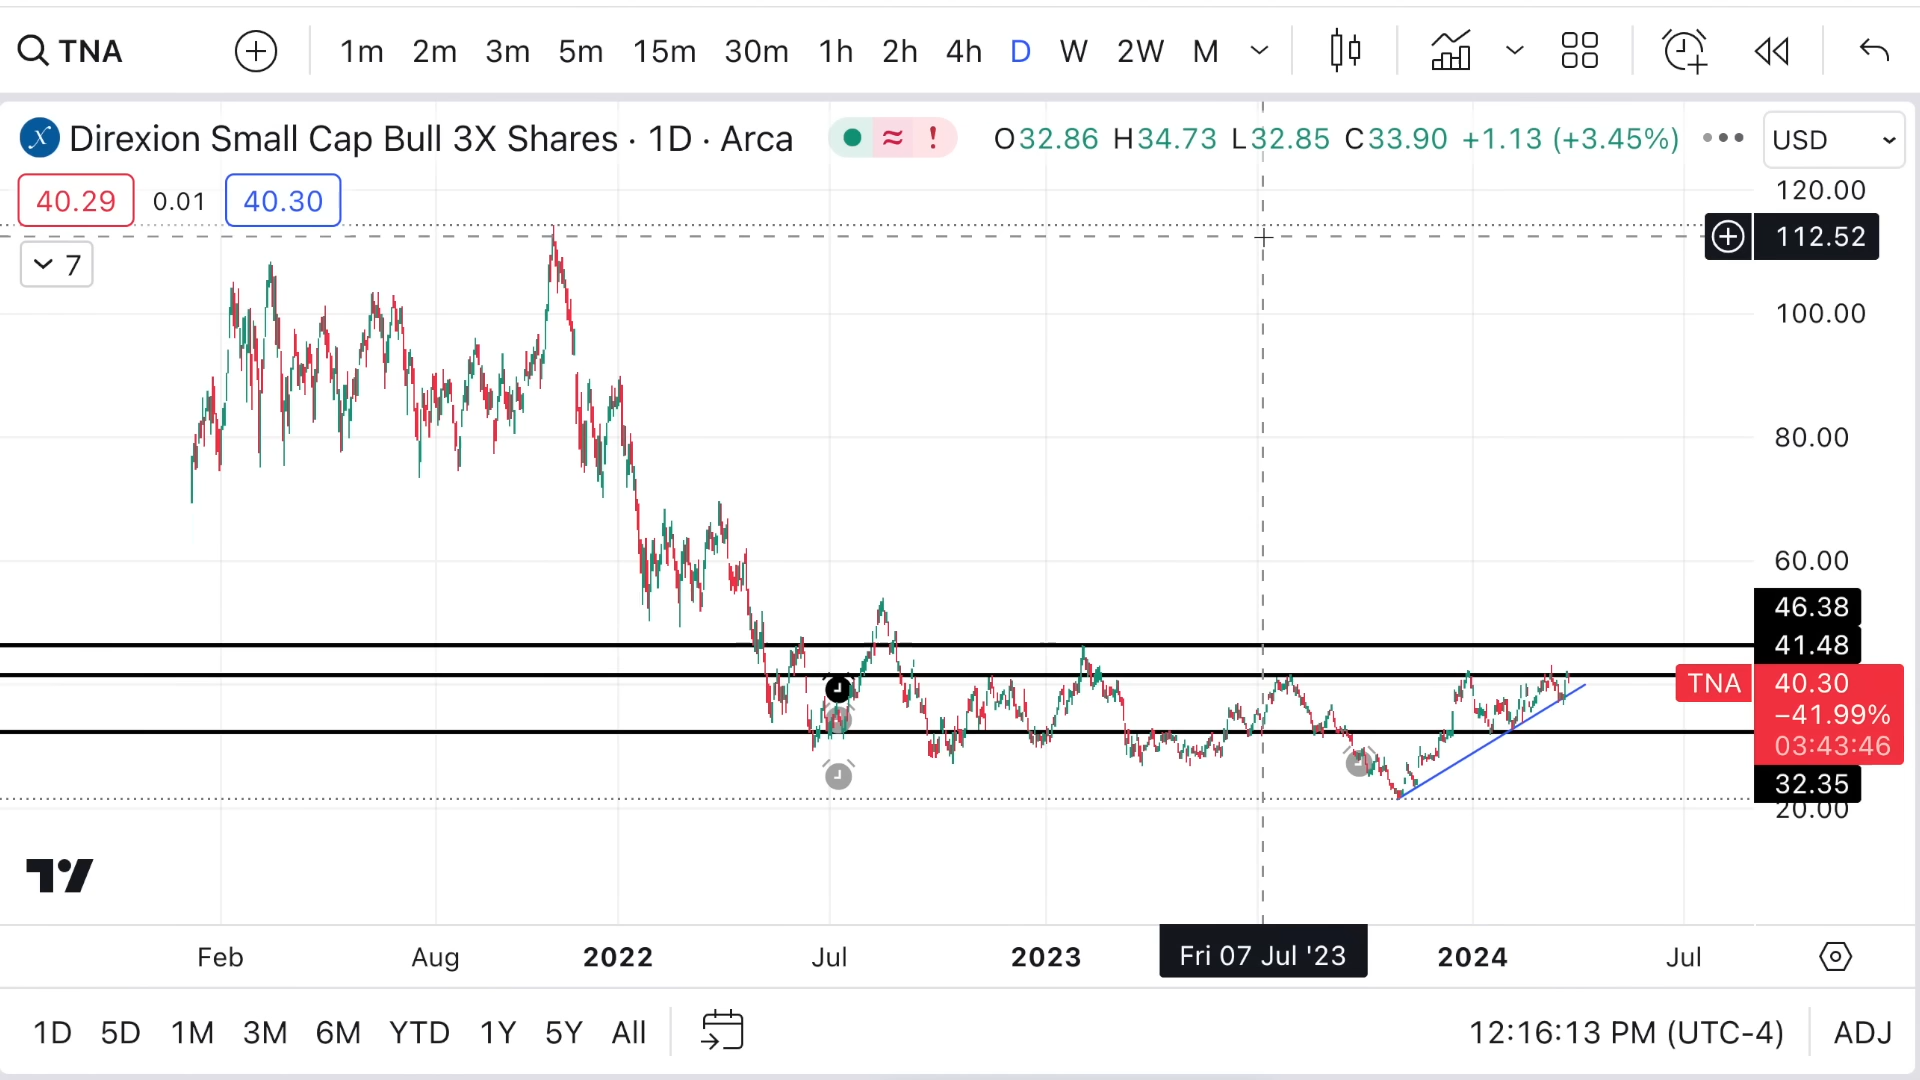 TNA 1m 2m 3m 5m 15m 30m 1h 2h 4h D W 2W M
Direxion Small Cap Bull 3X Shares · 1D · Arca ≈ ! O32.86 H34.73 L32.85 C33.90 +1.13 (+3.45%) USD
40.29 0.01 40.30
7
120.00
112.52
100.00
80.00
60.00
46.38
41.48
TNA 40.30
−41.99%
03:43:46
32.35
20.00
Feb Aug 2022 Jul 2023 Fri 07 Jul '23 2024 Jul
1D 5D 1M 3M 6M YTD 1Y 5Y All 12:16:13 PM (UTC-4) ADJ